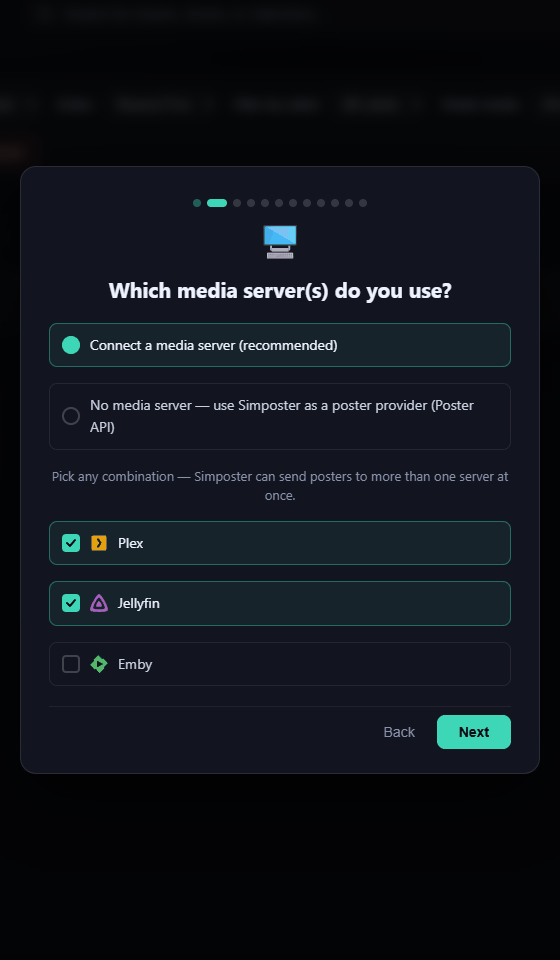 Which media server(s) do you use?
Connect a media server (recommended)
No media server — use Simposter as a poster provider (Poster
API)
Pick any combination — Simposter can send posters to more than one server at
once.
Plex
Jellyfin
Emby
Back
Next